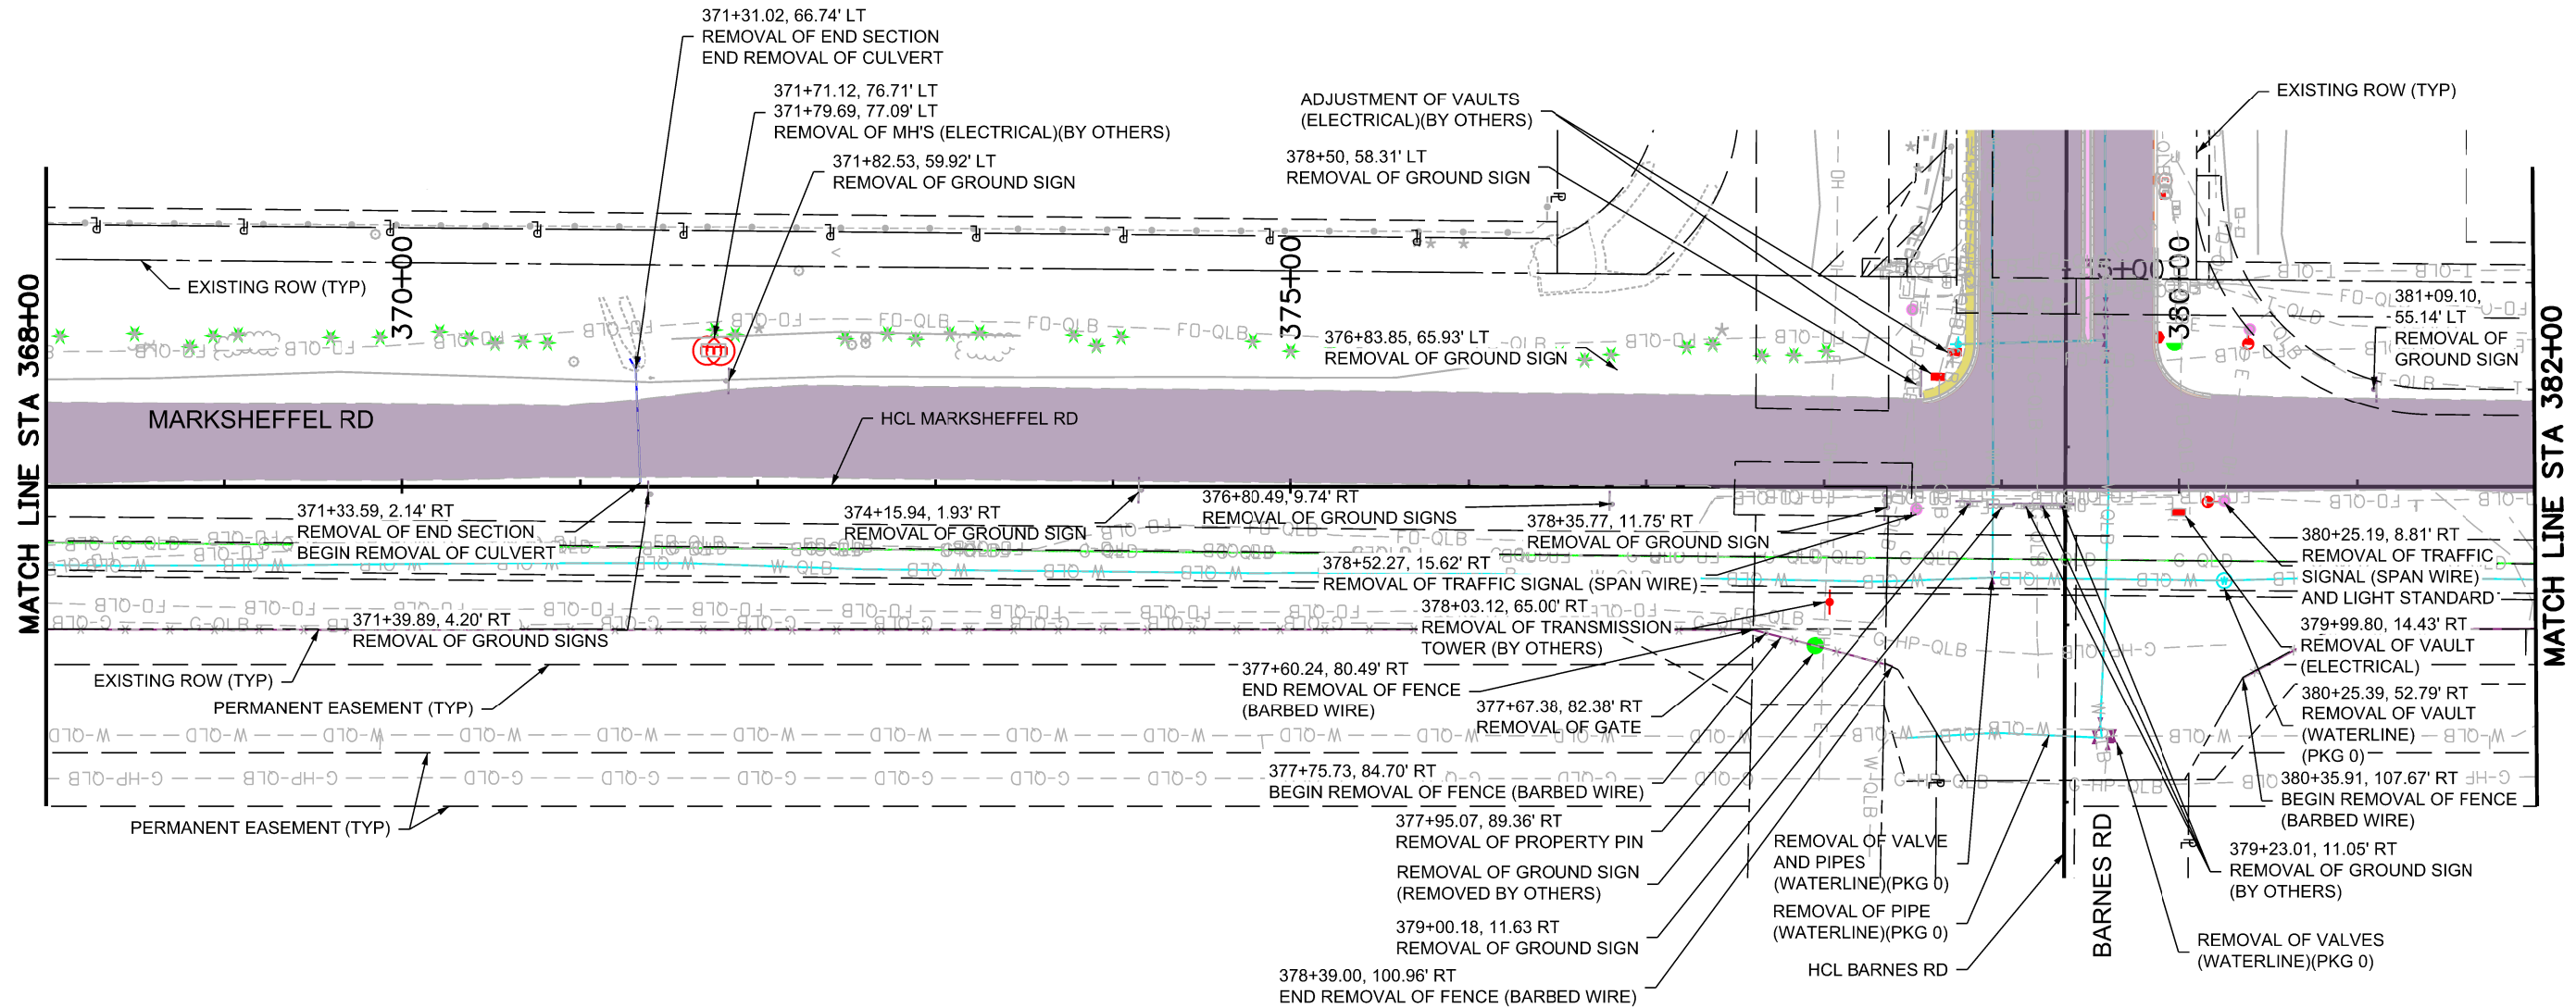 371+31.02, 66.74' LT
REMOVAL OF END SECTION
END REMOVAL OF CULVERT
371+71.12, 76.71' LT
371+79.69, 77.09' LT
REMOVAL OF MH'S (ELECTRICAL)(BY OTHERS)
371+82.53, 59.92' LT
REMOVAL OF GROUND SIGN
ADJUSTMENT OF VAULTS
(ELECTRICAL)(BY OTHERS)
378+50, 58.31' LT
REMOVAL OF GROUND SIGN
EXISTING ROW (TYP)
EXISTING ROW (TYP)
370+00
375+00
380+00
376+83.85, 65.93' LT
REMOVAL OF GROUND SIGN
381+09.10,
55.14' LT
REMOVAL OF
GROUND SIGN
MATCH LINE STA 368+00
MATCH LINE STA 382+00
MARKSHEFFEL RD
HCL MARKSHEFFEL RD
371+33.59, 2.14' RT
REMOVAL OF END SECTION
BEGIN REMOVAL OF CULVERT
374+15.94, 1.93' RT
REMOVAL OF GROUND SIGN
376+80.49, 9.74' RT
REMOVAL OF GROUND SIGNS
378+35.77, 11.75' RT
REMOVAL OF GROUND SIGN
378+52.27, 15.62' RT
REMOVAL OF TRAFFIC SIGNAL (SPAN WIRE)
378+03.12, 65.00' RT
REMOVAL OF TRANSMISSION
TOWER (BY OTHERS)
371+39.89, 4.20' RT
REMOVAL OF GROUND SIGNS
EXISTING ROW (TYP)
PERMANENT EASEMENT (TYP)
377+60.24, 80.49' RT
END REMOVAL OF FENCE
(BARBED WIRE)
377+67.38, 82.38' RT
REMOVAL OF GATE
377+75.73, 84.70' RT
BEGIN REMOVAL OF FENCE (BARBED WIRE)
PERMANENT EASEMENT (TYP)
377+95.07, 89.36' RT
REMOVAL OF PROPERTY PIN
REMOVAL OF GROUND SIGN
(REMOVED BY OTHERS)
379+00.18, 11.63 RT
REMOVAL OF GROUND SIGN
378+39.00, 100.96' RT
END REMOVAL OF FENCE (BARBED WIRE)
REMOVAL OF VALVE
AND PIPES
(WATERLINE)(PKG 0)
REMOVAL OF PIPE
(WATERLINE)(PKG 0)
HCL BARNES RD
BARNES RD
380+25.19, 8.81' RT
REMOVAL OF TRAFFIC
SIGNAL (SPAN WIRE)
AND LIGHT STANDARD
379+99.80, 14.43' RT
REMOVAL OF VAULT
(ELECTRICAL)
380+25.39, 52.79' RT
REMOVAL OF VAULT
(WATERLINE)
(PKG 0)
380+35.91, 107.67' RT
BEGIN REMOVAL OF FENCE
(BARBED WIRE)
379+23.01, 11.05' RT
REMOVAL OF GROUND SIGN
(BY OTHERS)
REMOVAL OF VALVES
(WATERLINE)(PKG 0)